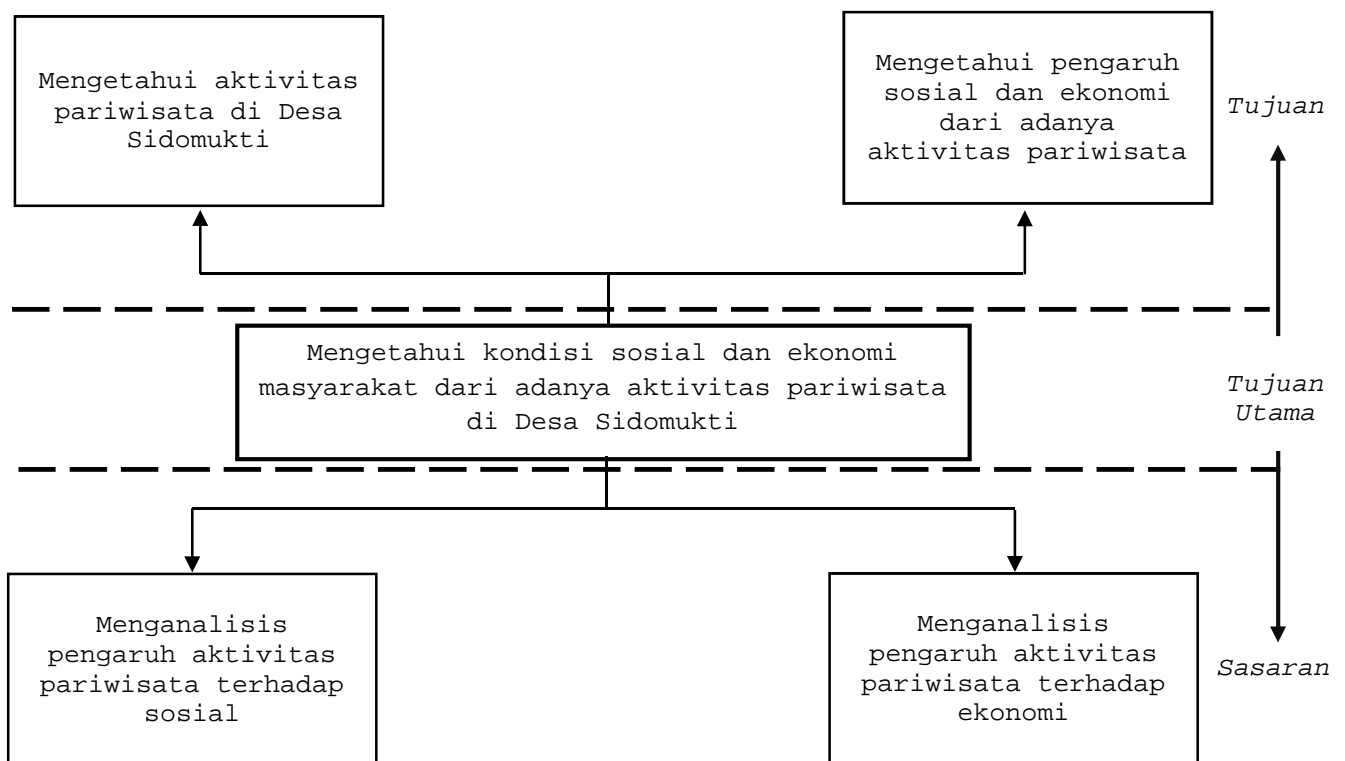 Mengetahui aktivitas
pariwisata di Desa
Sidomukti
Mengetahui pengaruh
sosial dan ekonomi
dari adanya
aktivitas pariwisata
Tujuan
Mengetahui kondisi sosial dan ekonomi
masyarakat dari adanya aktivitas pariwisata
di Desa Sidomukti
Tujuan
Utama
Menganalisis
pengaruh aktivitas
pariwisata terhadap
sosial
Menganalisis
pengaruh aktivitas
pariwisata terhadap
ekonomi
Sasaran